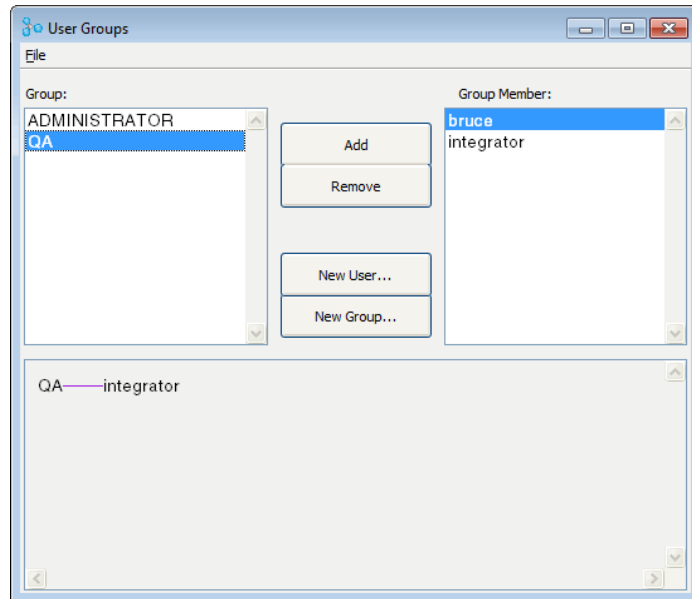 User Groups
File
Group:
Group Member:
ADMINISTRATOR
QA
Add
Remove
New User...
New Group...
bruce
integrator
QA integrator